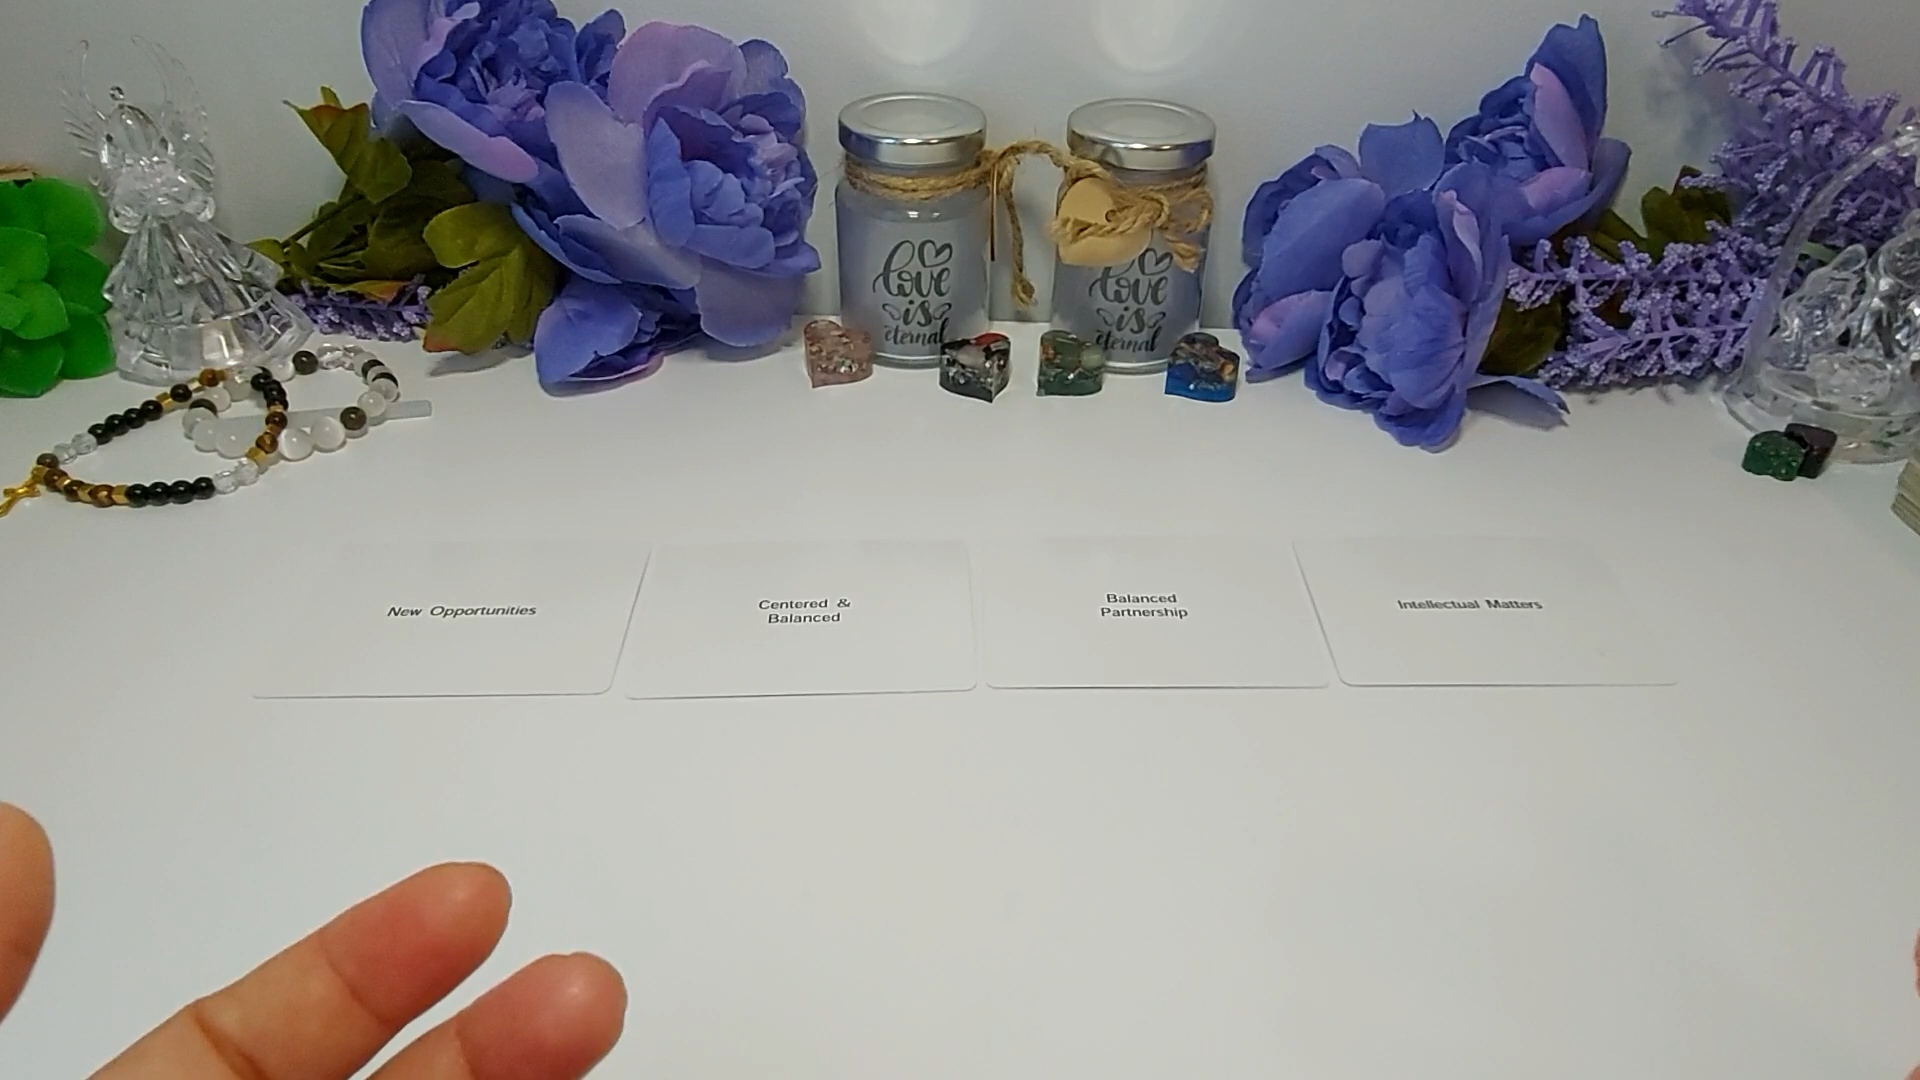 love
is
eternal
love
is
eternal
New Opportunities
Centered &
Balanced
Balanced
Partnership
Intellectual Matters